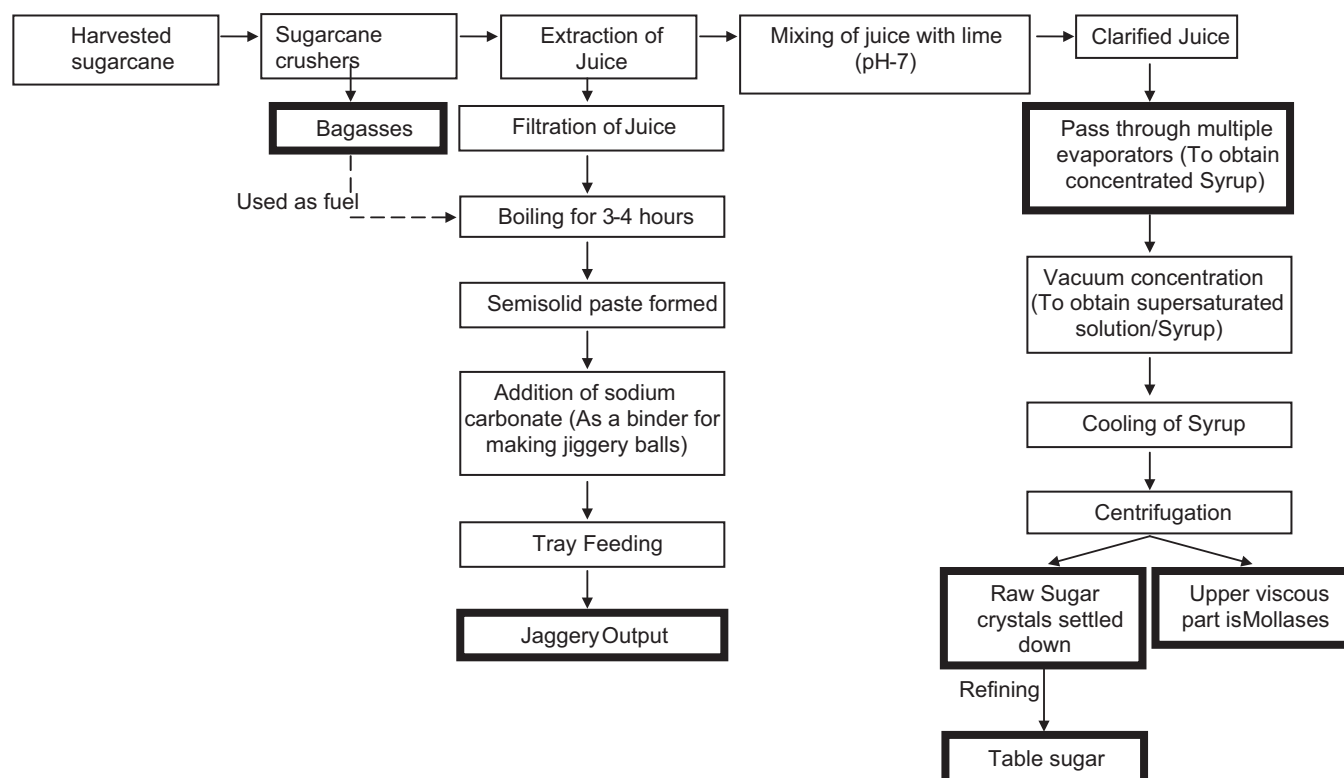 Harvested
sugarcane
Sugarcane
crushers
Extraction of
Juice
Mixing of juice with lime
(pH-7)
Clarified Juice
Bagasses
Used as fuel
Filtration of Juice
Boiling for 3-4 hours
Semisolid paste formed
Addition of sodium
carbonate (As a binder for
making jiggery balls)
Tray Feeding
Jaggery Output
Pass through multiple
evaporators (To obtain
concentrated Syrup)
Vacuum concentration
(To obtain supersaturated
solution/Syrup)
Cooling of Syrup
Centrifugation
Raw Sugar
crystals settled
down
Upper viscous
part isMollases
Refining
Table sugar